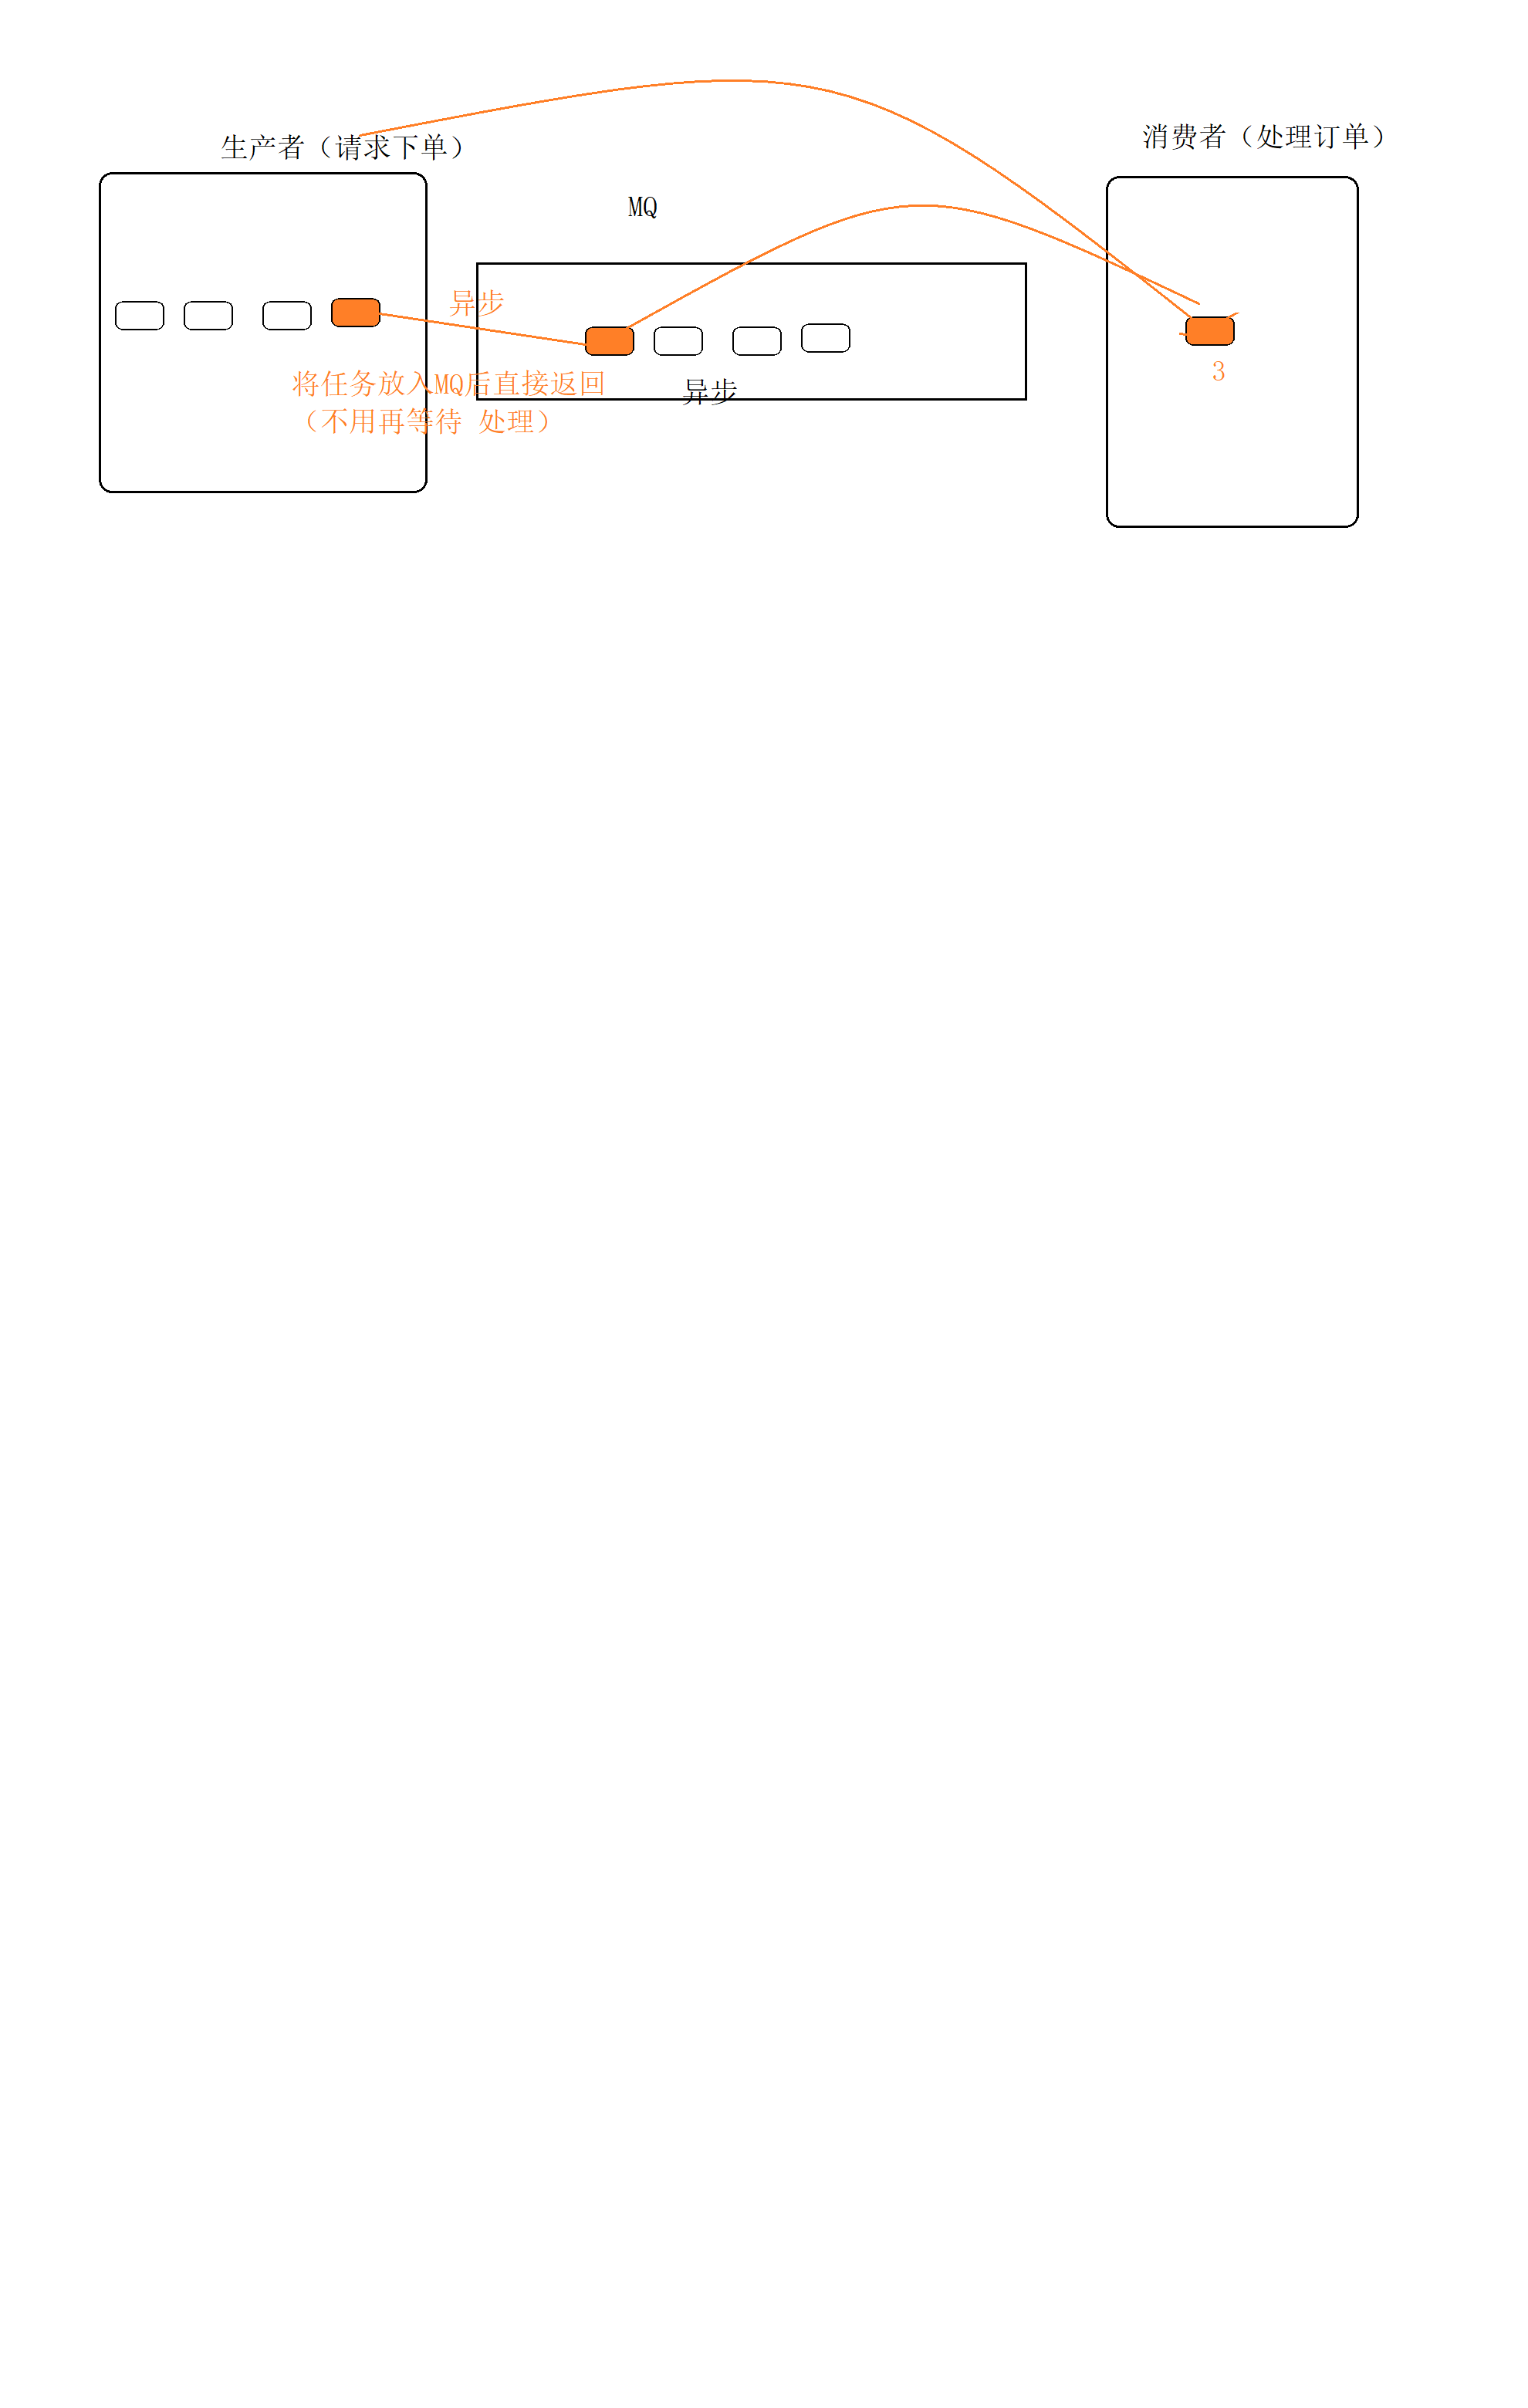 生产者（请求下单）
消费者（处理订单）
MQ
异步
将任务放入MQ后直接返回
（不用再等待 处理）
异步
3